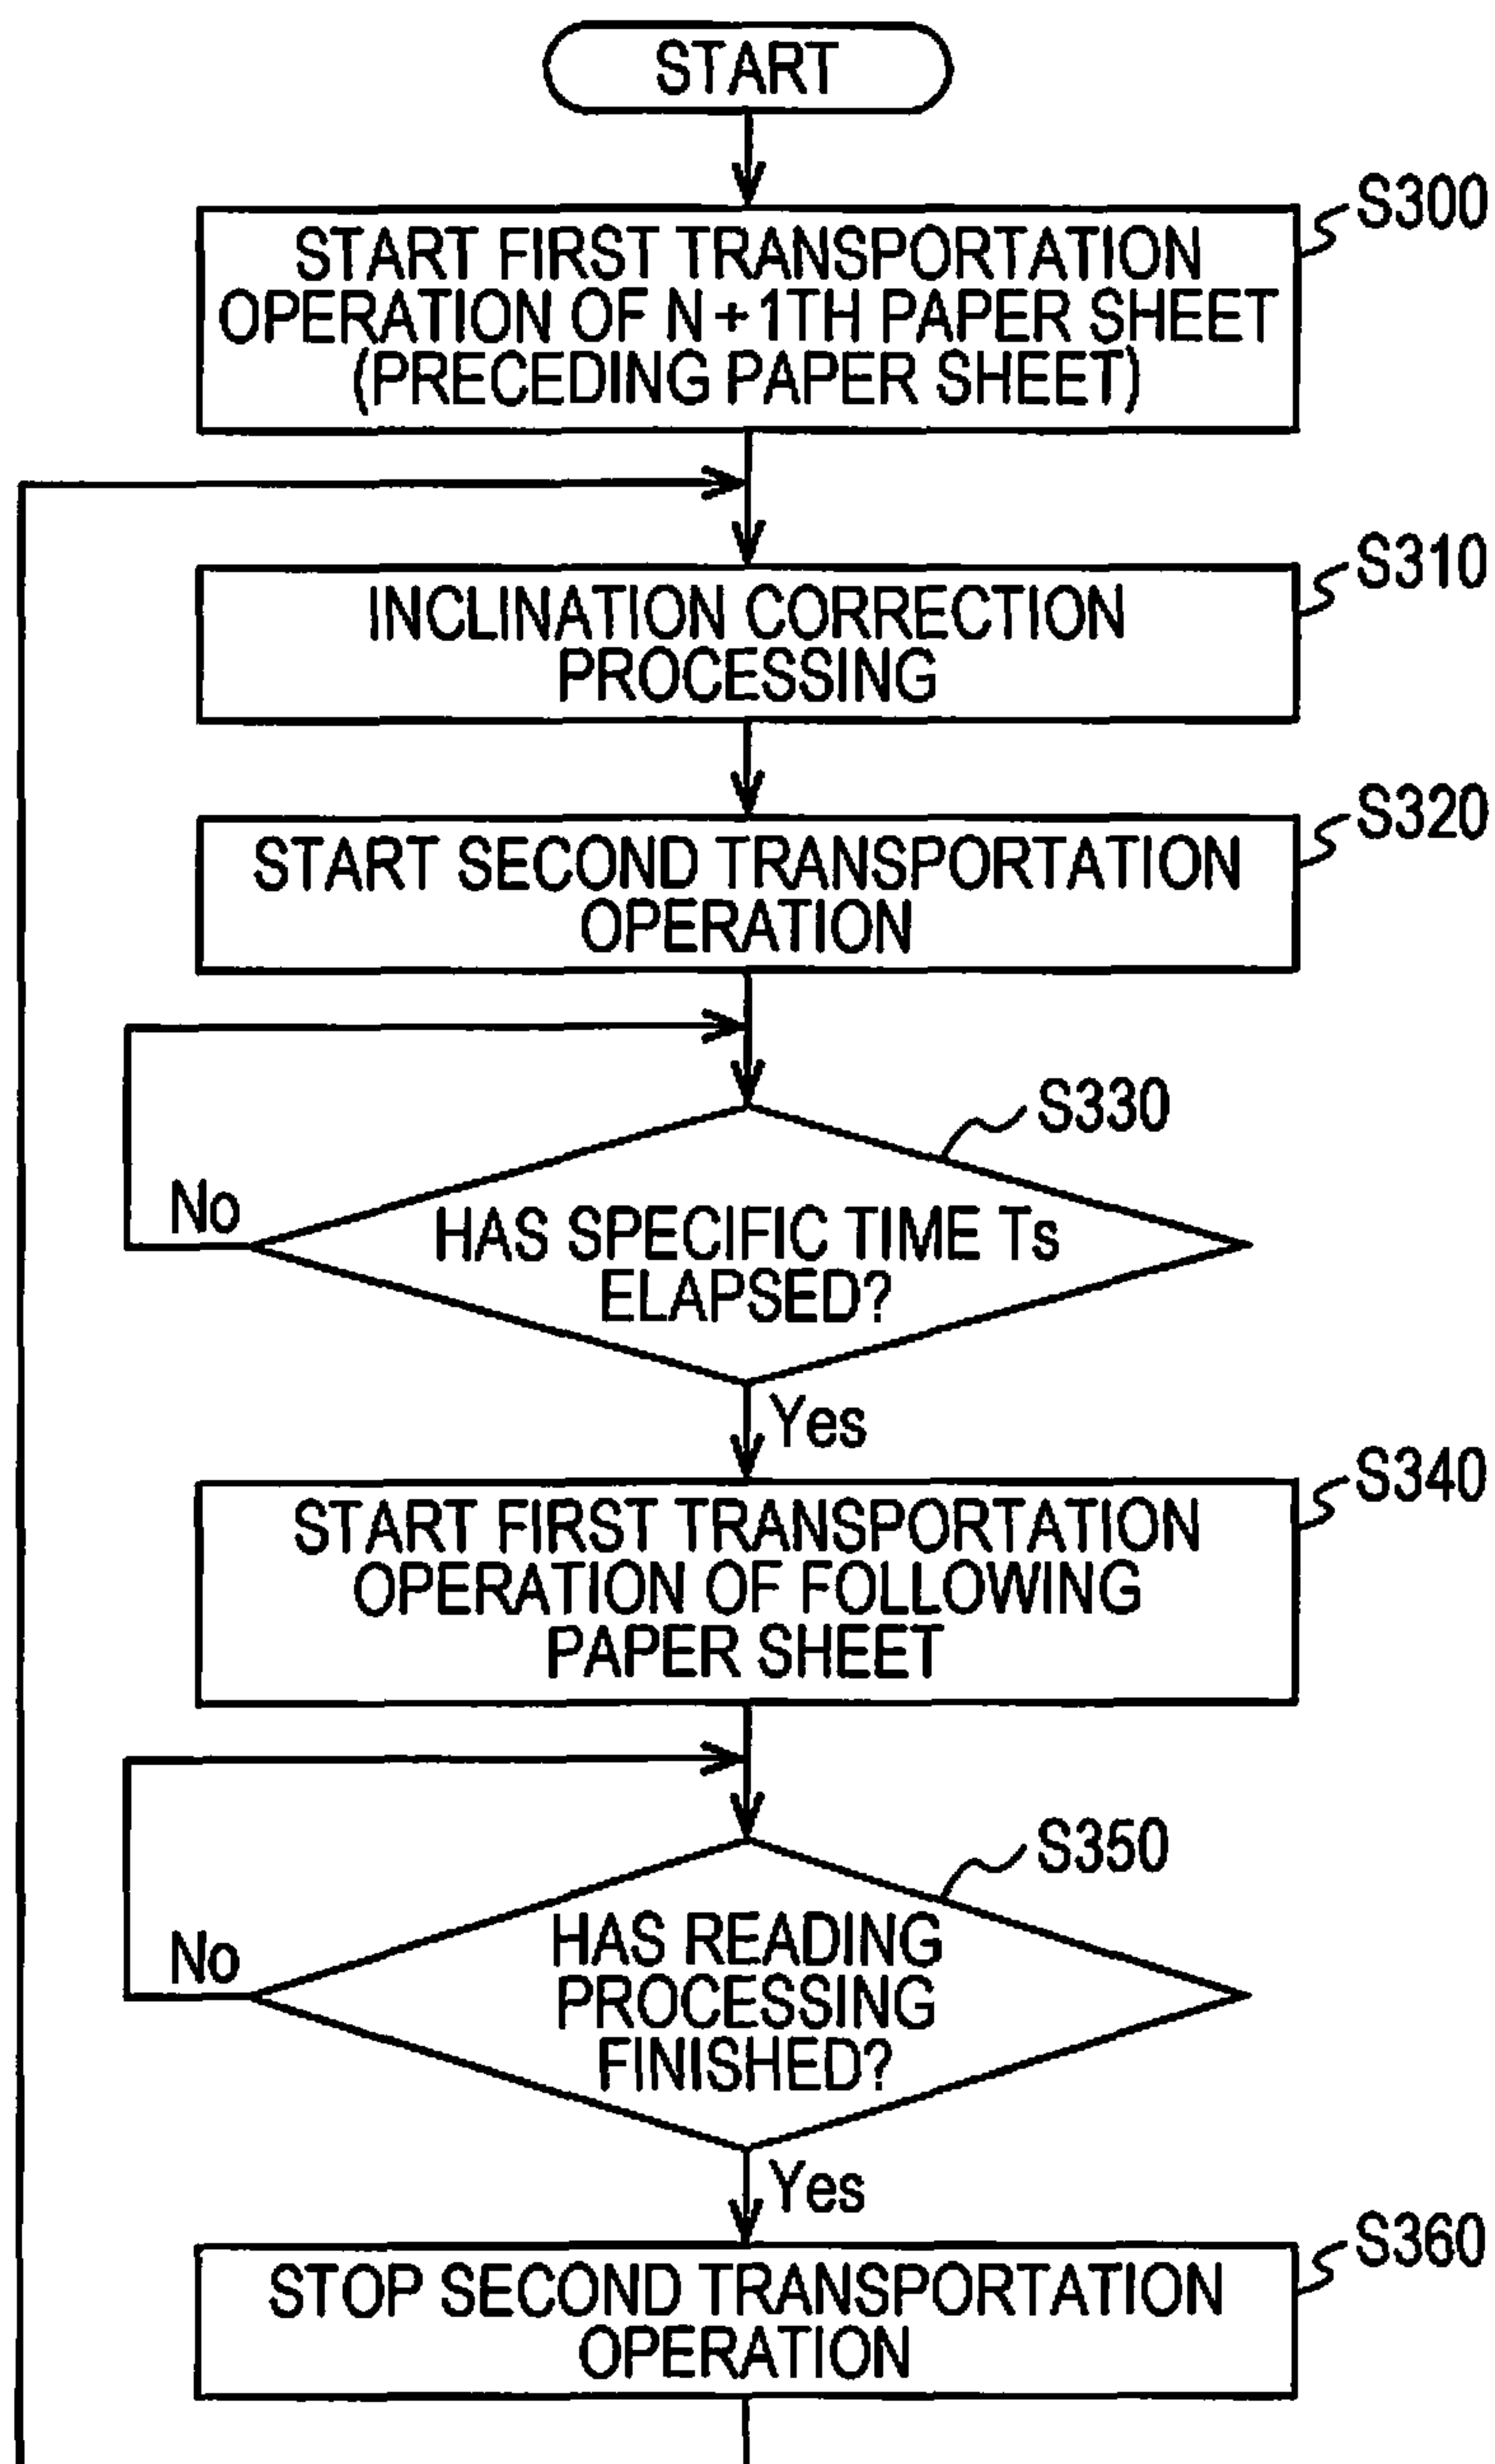 START
S300
START FIRST TRANSPORTATION
OPERATION OF N+1TH PAPER SHEET
(PRECEDING PAPER SHEET)
S310
INCLINATION CORRECTION
PROCESSING
S320
START SECOND TRANSPORTATION
OPERATION
S330
No
HAS SPECIFIC TIME Ts
ELAPSED?
Yes
S340
START FIRST TRANSPORTATION
OPERATION OF FOLLOWING
PAPER SHEET
S350
No
HAS READING
PROCESSING
FINISHED?
Yes
S360
STOP SECOND TRANSPORTATION
OPERATION